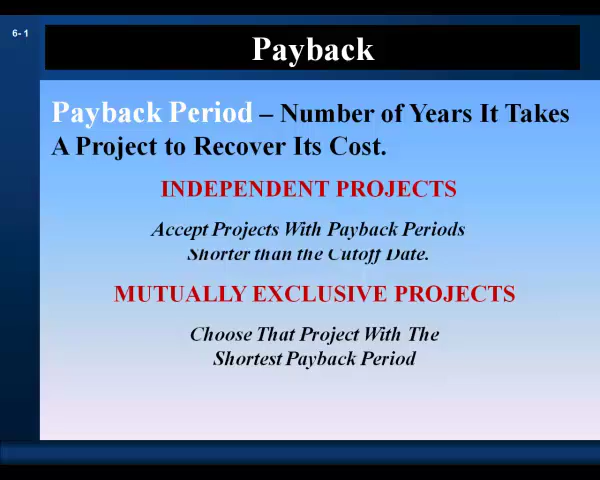 6- 1
Payback
Payback Period – Number of Years It Takes
A Project to Recover Its Cost.
INDEPENDENT PROJECTS
Accept Projects With Payback Periods
Shorter than the Cutoff Date.
MUTUALLY EXCLUSIVE PROJECTS
Choose That Project With The
Shortest Payback Period